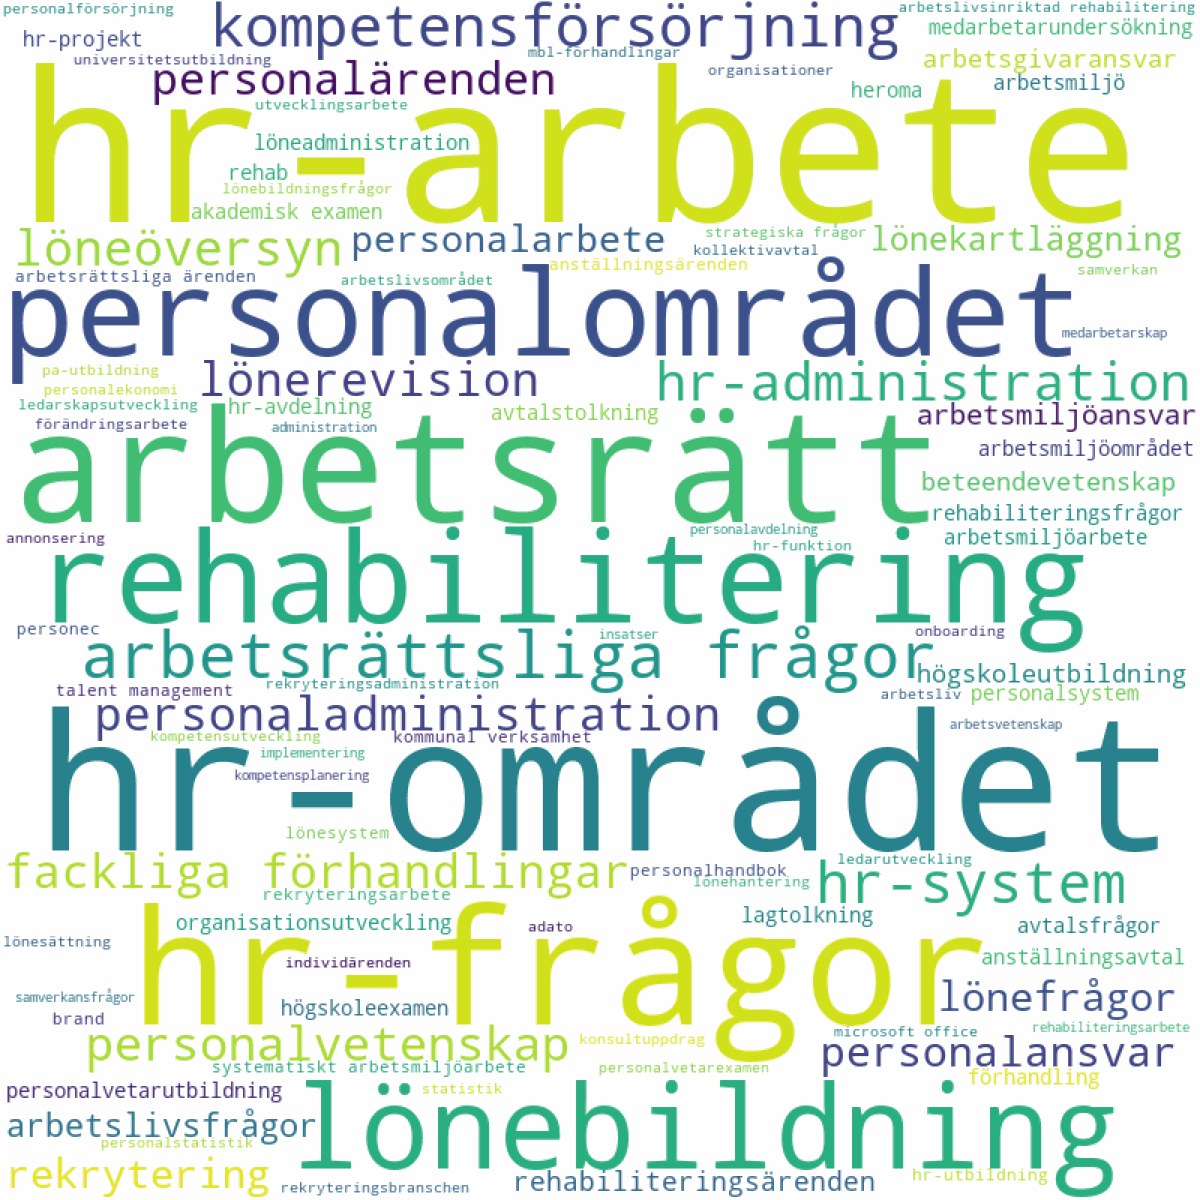 personalförsörjning
kompetensförsörjning
arbetslivsinriktad rehabilitering
hr-projekt
medarbetarundersökning
universitetsutbildning
mbl-förhandlingar
arbetsgivaransvar
personalärenden
organisationer
heroma
arbetsmiljö
utvecklingsarbete
hr-arbete
löneadministration
rehab
lönebildningsfrågor
akademisk examen
löneöversyn
personalarbete
strategiska frågor
kollektivavtal
lönekartläggning
arbetsrättsliga ärenden
anställningsärenden
arbetslivsområdet
samverkan
personalområdet
medarbetarskap
pa-utbildning
personalekonomi
lönerevision
hr-administration
ledarskapsutveckling
hr-avdelning
avtalstolkning
arbetsmiljöansvar
förändringsarbete
administration
arbetsrätt
arbetsmiljöområdet
beteendevetenskap
rehabiliteringsfrågor
annonsering
personalavdelning
hr-funktion
arbetsmiljöarbete
rehabilitering
personec
insatser
onboarding
arbetsrättsliga frågor
högskoleutbildning
talent management
rekryteringsadministration
arbetsliv
personalsystem
personaladministration
kompetensutveckling
kommunal verksamhet
arbetsvetenskap
implementering
kompetensplanering
hr-området
lönesystem
fackliga förhandlingar
personalhandbok
ledarutveckling
lönehantering
hr-system
rekryteringsarbete
organisationsutveckling
adato
lagtolkning
avtalsfrågor
lönesättning
hr-frågor
individärenden
anställningsavtal
samverkansfrågor
brand
högskoleexamen
lönefrågor
personalvetenskap
konsultuppdrag
microsoft office
rehabiliteringsarbete
personalansvar
systematiskt arbetsmiljöarbete
personalvetarexamen
förhandling
personalvetarutbildning
statistik
arbetslivsfrågor
personalstatistik
lönebildning
rekrytering
rekryteringsbranschen
rehabiliteringsärenden
hr-utbildning